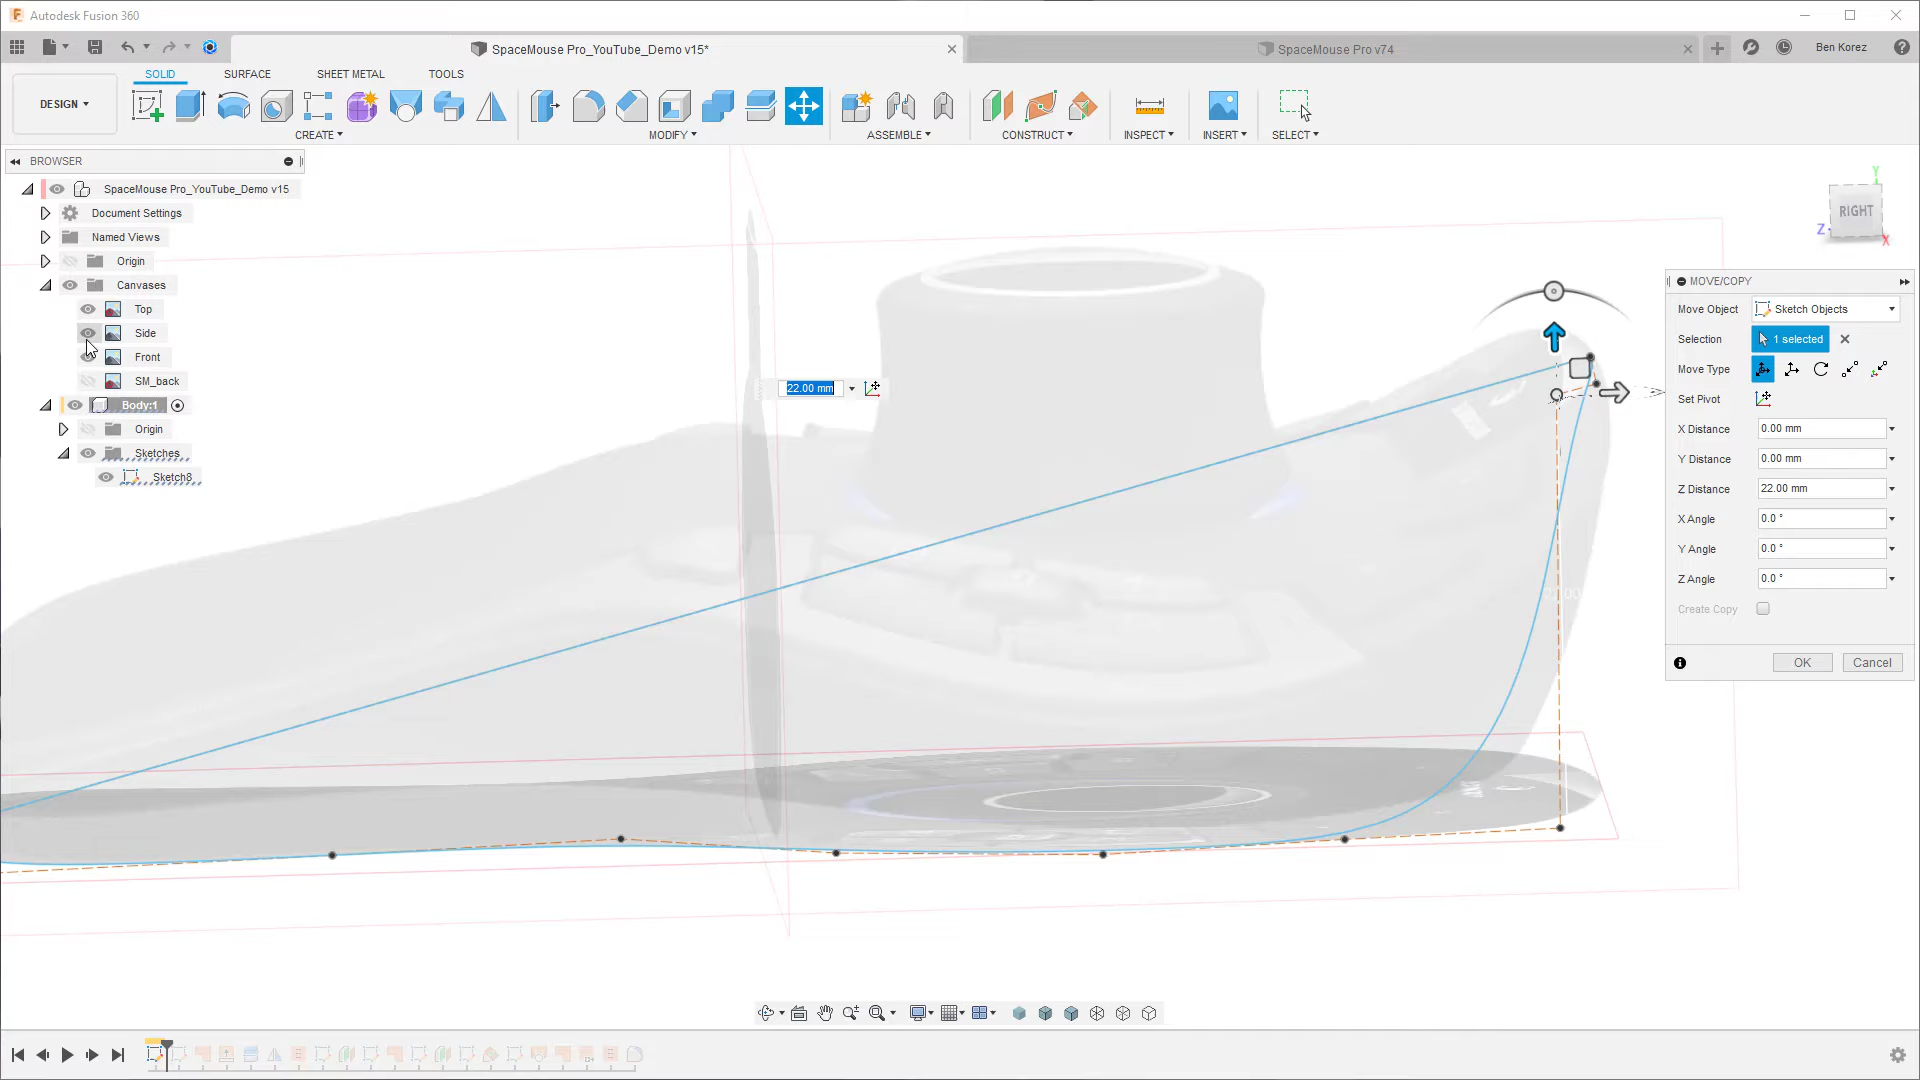 Autodesk Fusion 360
SpaceMouse Pro_YouTube_Demo v15*
SpaceMouse Pro v74
Ben Korez
SOLID
SURFACE
SHEET METAL
TOOLS
DESIGN
CREATE
MODIFY
ASSEMBLE
CONSTRUCT
INSPECT
INSERT
SELECT
BROWSER
SpaceMouse Pro_YouTube_Demo v15
Document Settings
Named Views
Origin
Canvases
Top
Side
Front
SM_back
Body:1
Origin
Sketches
Sketch8
22.00 mm
Y
RIGHT
Z
X
MOVE/COPY
Move Object
Sketch Objects
Selection
1 selected
Move Type
Set Pivot
X Distance
0.00 mm
Y Distance
0.00 mm
Z Distance
22.00 mm
X Angle
0.0 °
Y Angle
0.0 °
Z Angle
0.0 °
Create Copy
OK
Cancel